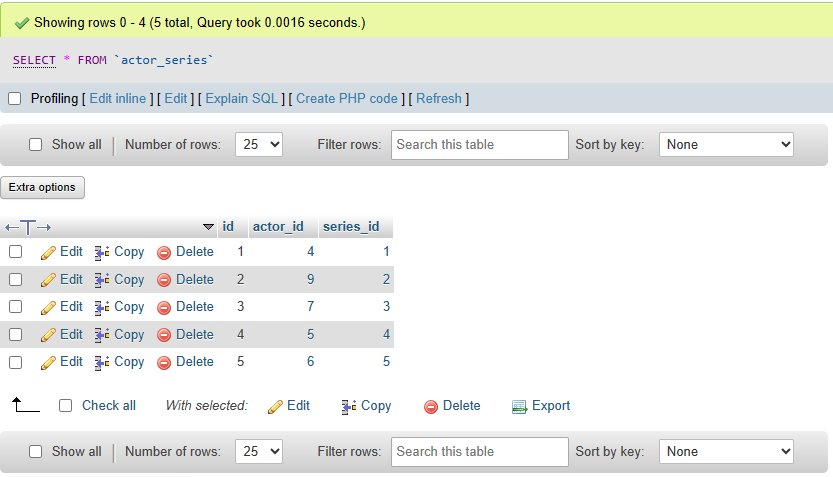 Showing rows 0 - 4 (5 total, Query took 0.0016 seconds.)
SELECT * FROM `actor_series`
Profiling [ Edit inline ] [ Edit ] [ Explain SQL ] [ Create PHP code ] [ Refresh ]
Show all | Number of rows: 25 Filter rows: Search this table Sort by key: None
Extra options
id actor_id series_id
Edit Copy Delete 1 4 1
Edit Copy Delete 2 9 2
Edit Copy Delete 3 7 3
Edit Copy Delete 4 5 4
Edit Copy Delete 5 6 5
Check all With selected: Edit Copy Delete Export
Show all | Number of rows: 25 Filter rows: Search this table Sort by key: None